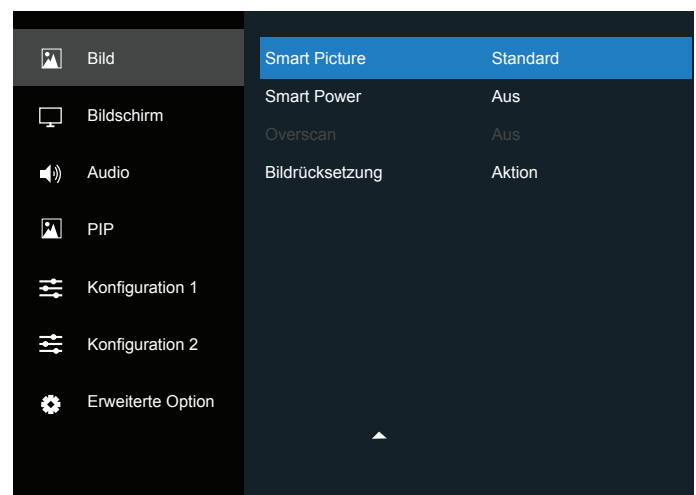 Bild
Bildschirm
Audio
PIP
Konfiguration 1
Konfiguration 2
Erweiterte Option
Smart Picture Standard
Smart Power Aus
Overscan Aus
Bildrücksetzung Aktion